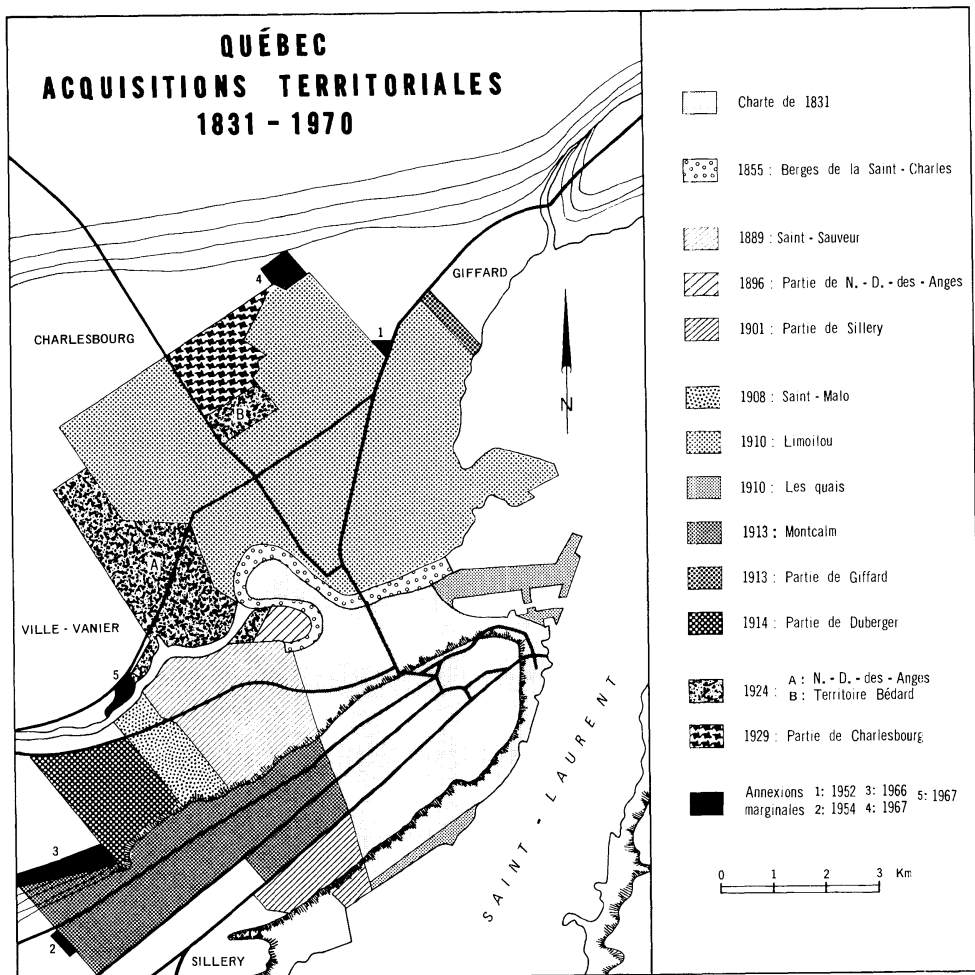 QUÉBEC
ACQUISITIONS TERRITORIALES
1831 - 1970
4
GIFFARD
CHARLESBOURG
1
B
N
A
VILLE - VANIER
5
3
2
SILLERY
SAINT - LAURENT
Charte de 1831
1855 : Berges de la Saint - Charles
1889 : Saint - Sauveur
1896 : Partie de N. - D. - des - Anges
1901 : Partie de Sillery
1908 : Saint - Malo
1910 : Limoilou
1910 : Les quais
1913 : Montcalm
1913 : Partie de Giffard
1914 : Partie de Duberger
1924 : A : N. - D. - des - Anges
B : Territoire Bédard
1929 : Partie de Charlesbourg
Annexions 1: 1952 3: 1966 5: 1967
marginales 2: 1954 4: 1967
0 1 2 3 Km